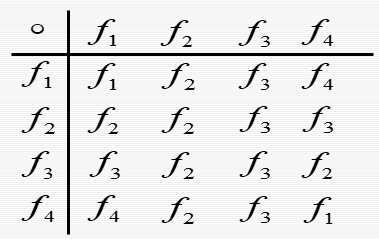 ∘ f₁ f₂ f₃ f₄
f₁ f₁ f₂ f₃ f₄
f₂ f₂ f₂ f₃ f₃
f₃ f₃ f₂ f₃ f₂
f₄ f₄ f₂ f₃ f₁